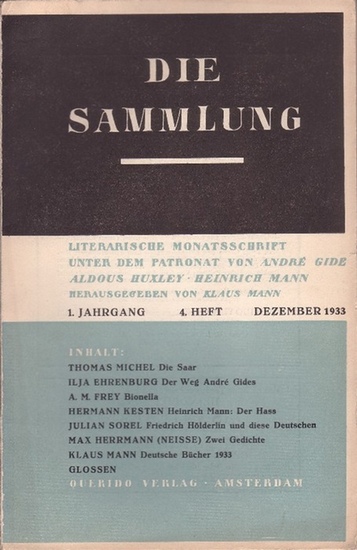 DIE
SAMMLUNG
LITERARISCHE MONATSSCHRIFT
UNTER DEM PATRONAT VON ANDRÉ GIDE
ALDOUS HUXLEY · HEINRICH MANN
HERAUSGEGEBEN VON KLAUS MANN
1. JAHRGANG 4. HEFT DEZEMBER 1933
INHALT:
THOMAS MICHEL Die Saar
ILJA EHRENBURG Der Weg André Gides
A. M. FREY Bionella
HERMANN KESTEN Heinrich Mann: Der Hass
JULIAN SOREL Friedrich Hölderlin und diese Deutschen
MAX HERRMANN (NEISSE) Zwei Gedichte
KLAUS MANN Deutsche Bücher 1933
GLOSSEN
QUERIDO VERLAG · AMSTERDAM